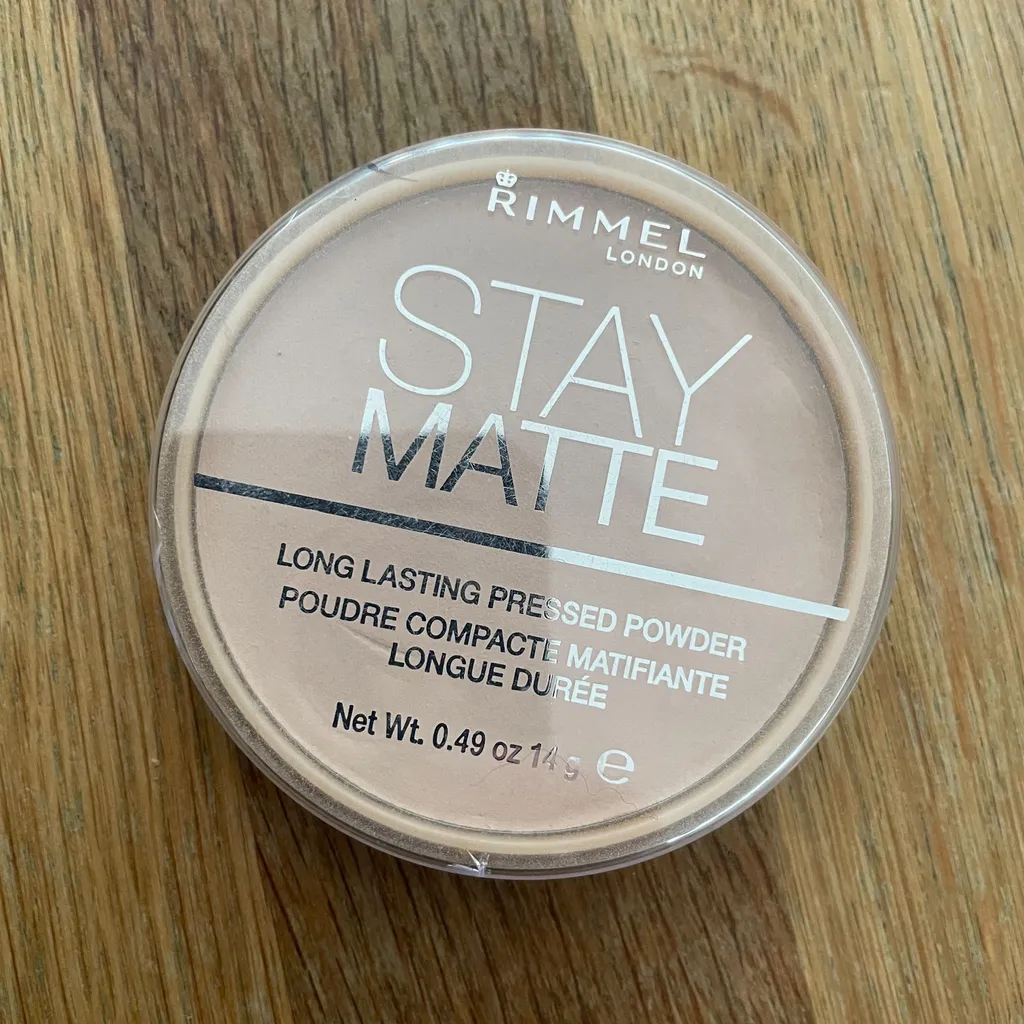 RIMMEL
LONDON
STAY
MATTE
LONG LASTING PRESSED POWDER
POUDRE COMPACTE MATIFIANTE
LONGUE DURÉE
Net Wt. 0.49 oz 14 g e